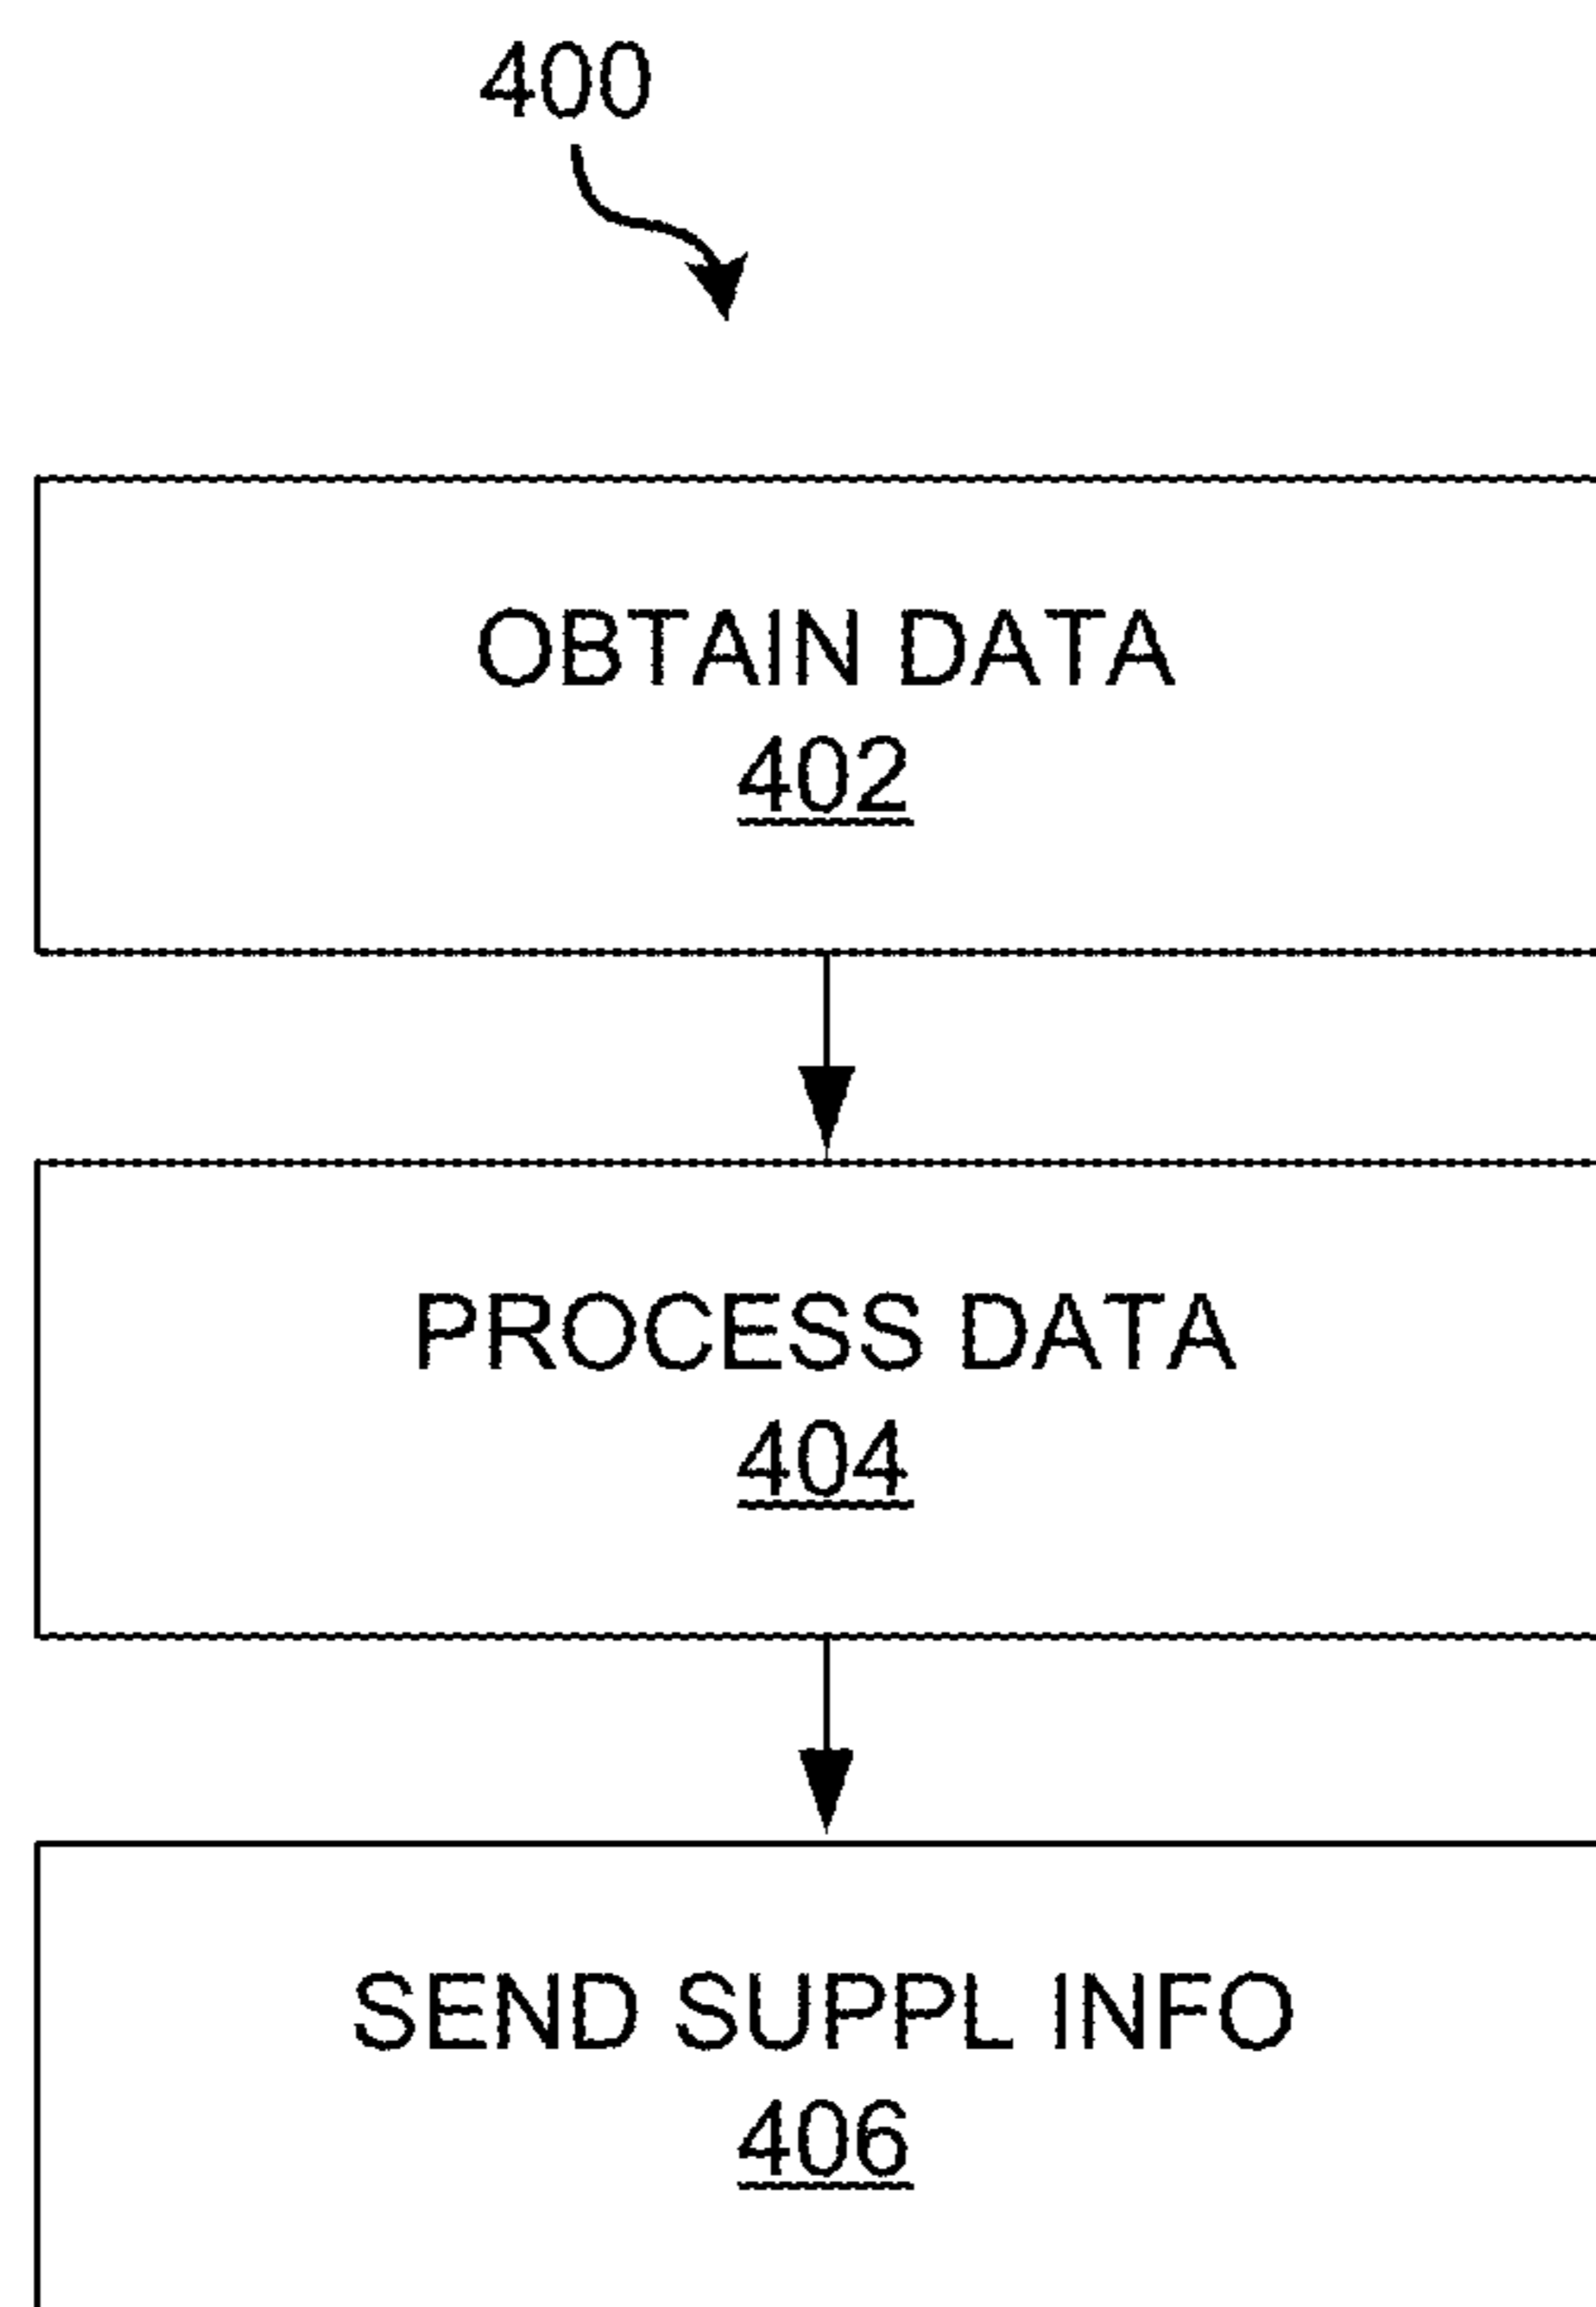 400
OBTAIN DATA
402
PROCESS DATA
404
SEND SUPPL INFO
406